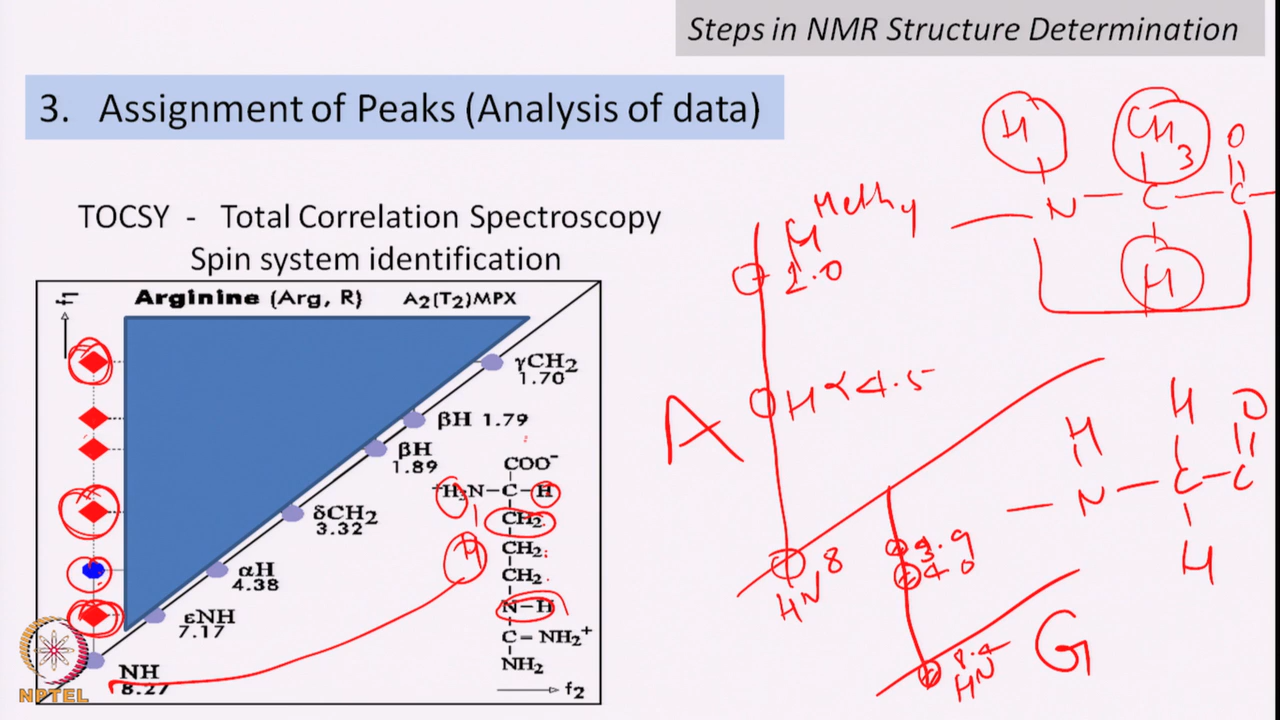 Steps in NMR Structure Determination
3. Assignment of Peaks (Analysis of data)
TOCSY - Total Correlation Spectroscopy
Spin system identification
Arginine (Arg, R) A₂(T₂)MPX
f₁
γCH₂
1.70
βH 1.79
βH
1.89
δCH₂
3.32
αH
4.38
εNH
7.17
NH
8.27
COO⁻
⁺H₃N–C–H
H
CH₂
CH₂
CH₂
N–H
C=NH₂⁺
NH₂
f₂
NPTEL
H CH₃ O
N – C – C
H
Methy
H
A
Hα 4.5
8
HN
H H O
– N – C – C
H
3.9
4.0
HN
G